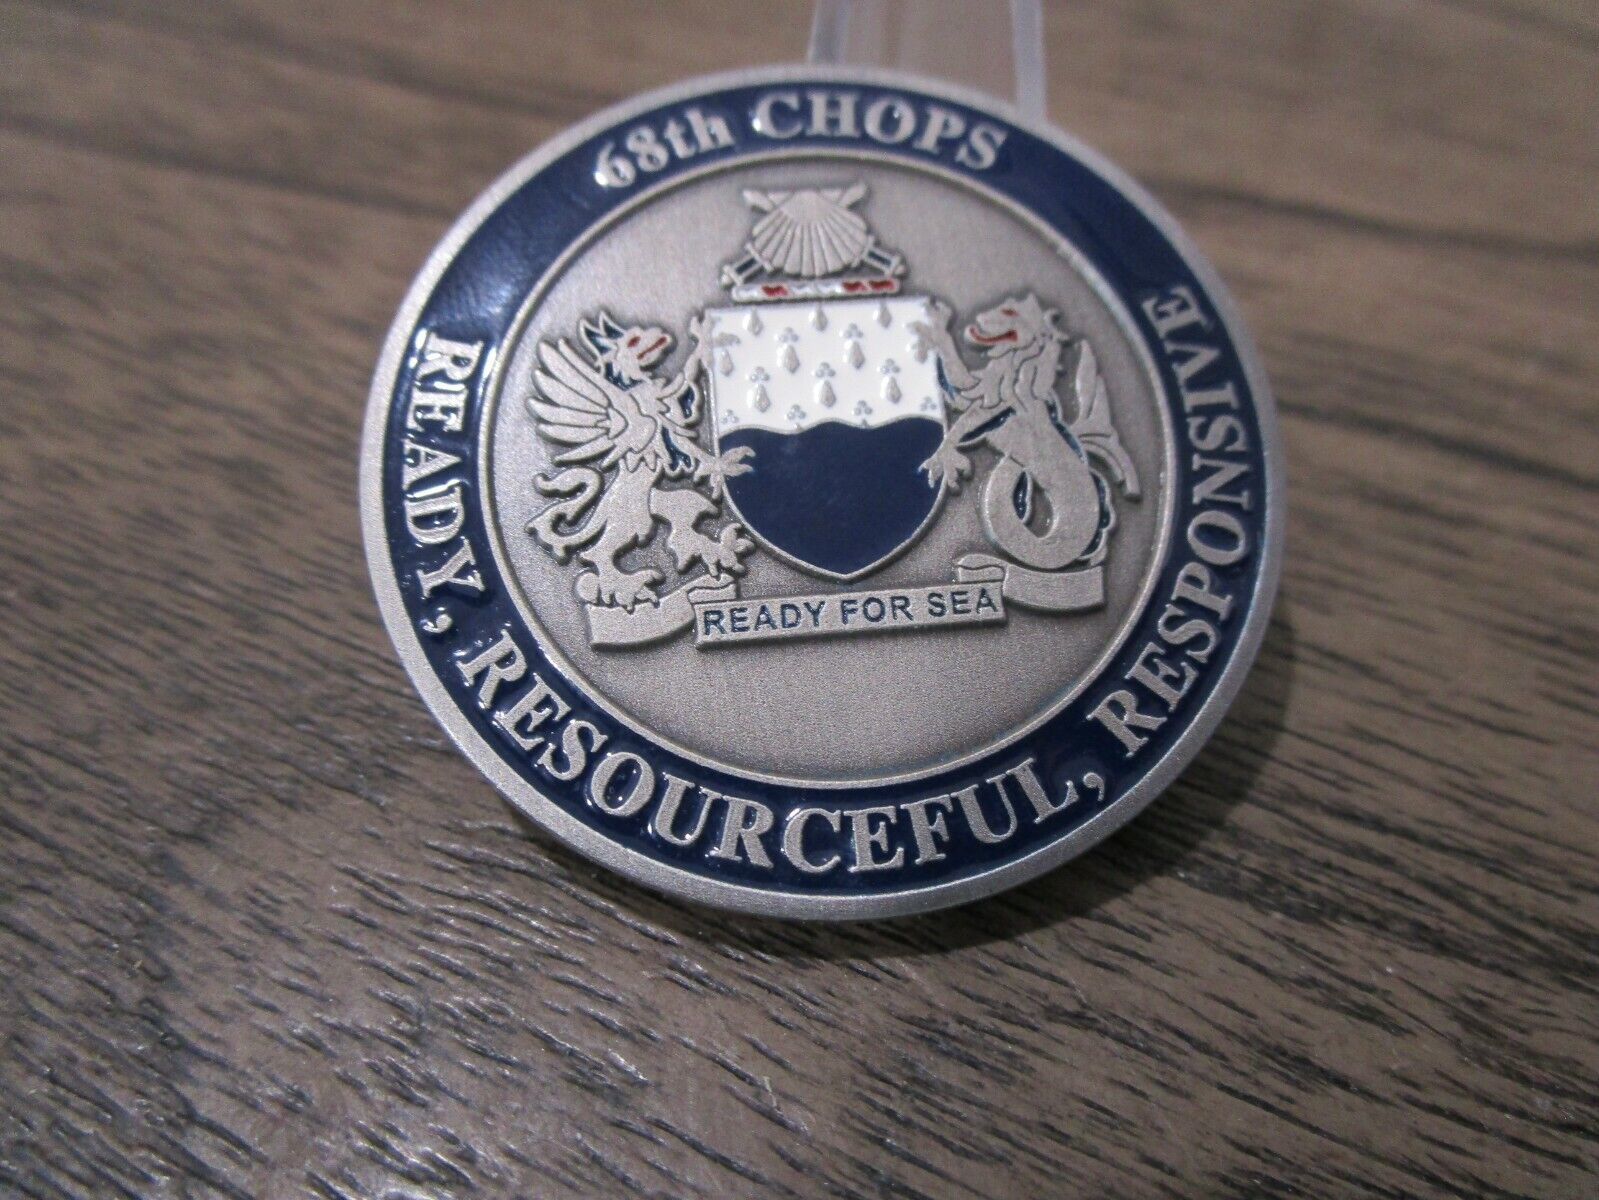 68th CHOPS
READY FOR SEA
READY, RESOURCEFUL, RESPONSIVE